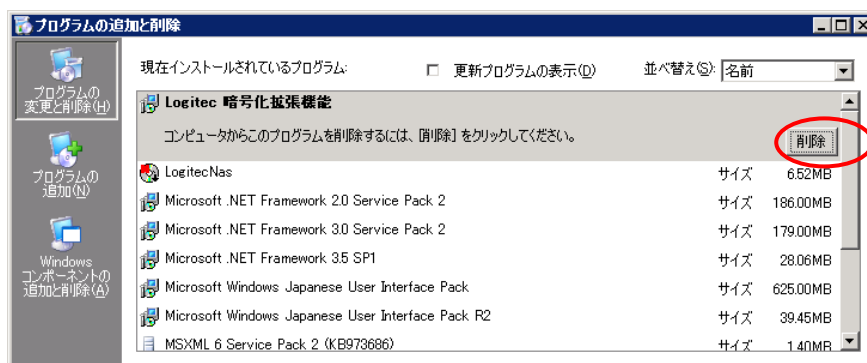 プログラムの追加と削除
プログラムの
変更と削除(H)
プログラムの
追加(N)
Windows
コンポーネントの
追加と削除(A)
現在インストールされているプログラム:
更新プログラムの表示(D)
並べ替え(S):
名前
Logitec 暗号化拡張機能
コンピュータからこのプログラムを削除するには、[削除] をクリックしてください。
削除
LogitecNas サイズ 6.52MB
Microsoft .NET Framework 2.0 Service Pack 2 サイズ 186.00MB
Microsoft .NET Framework 3.0 Service Pack 2 サイズ 179.00MB
Microsoft .NET Framework 3.5 SP1 サイズ 28.06MB
Microsoft Windows Japanese User Interface Pack サイズ 625.00MB
Microsoft Windows Japanese User Interface Pack R2 サイズ 39.45MB
MSXML 6 Service Pack 2 (KB973686) サイズ 1.40MB